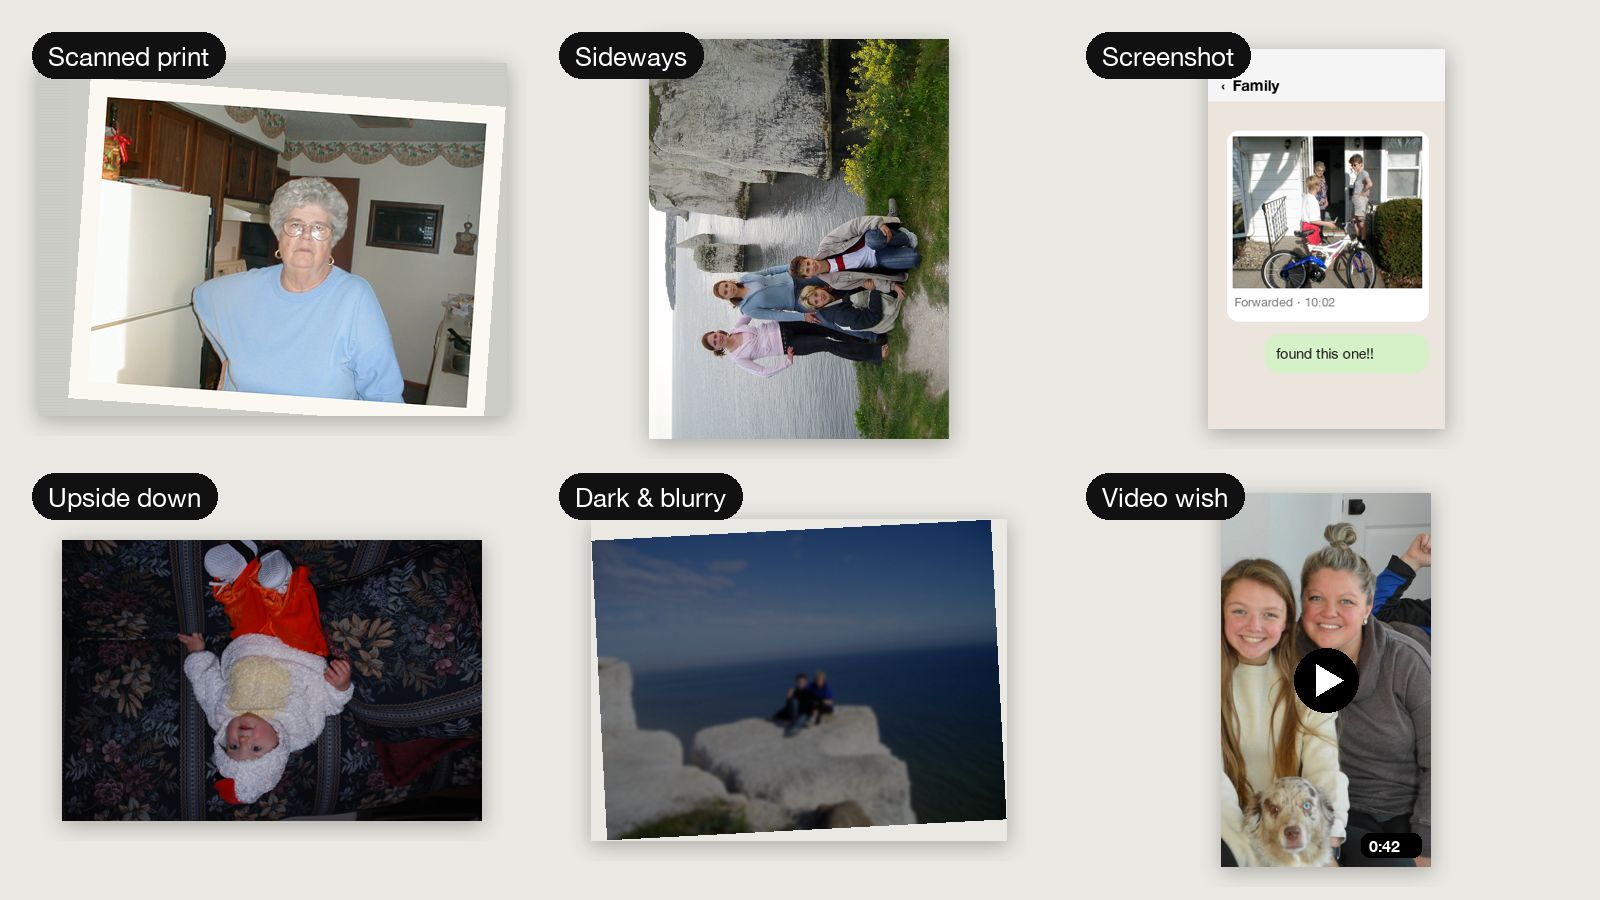 Scanned print
Sideways
Screenshot
‹ Family
Forwarded · 10:02
found this one!!
Upside down
Dark & blurry
Video wish
0:42